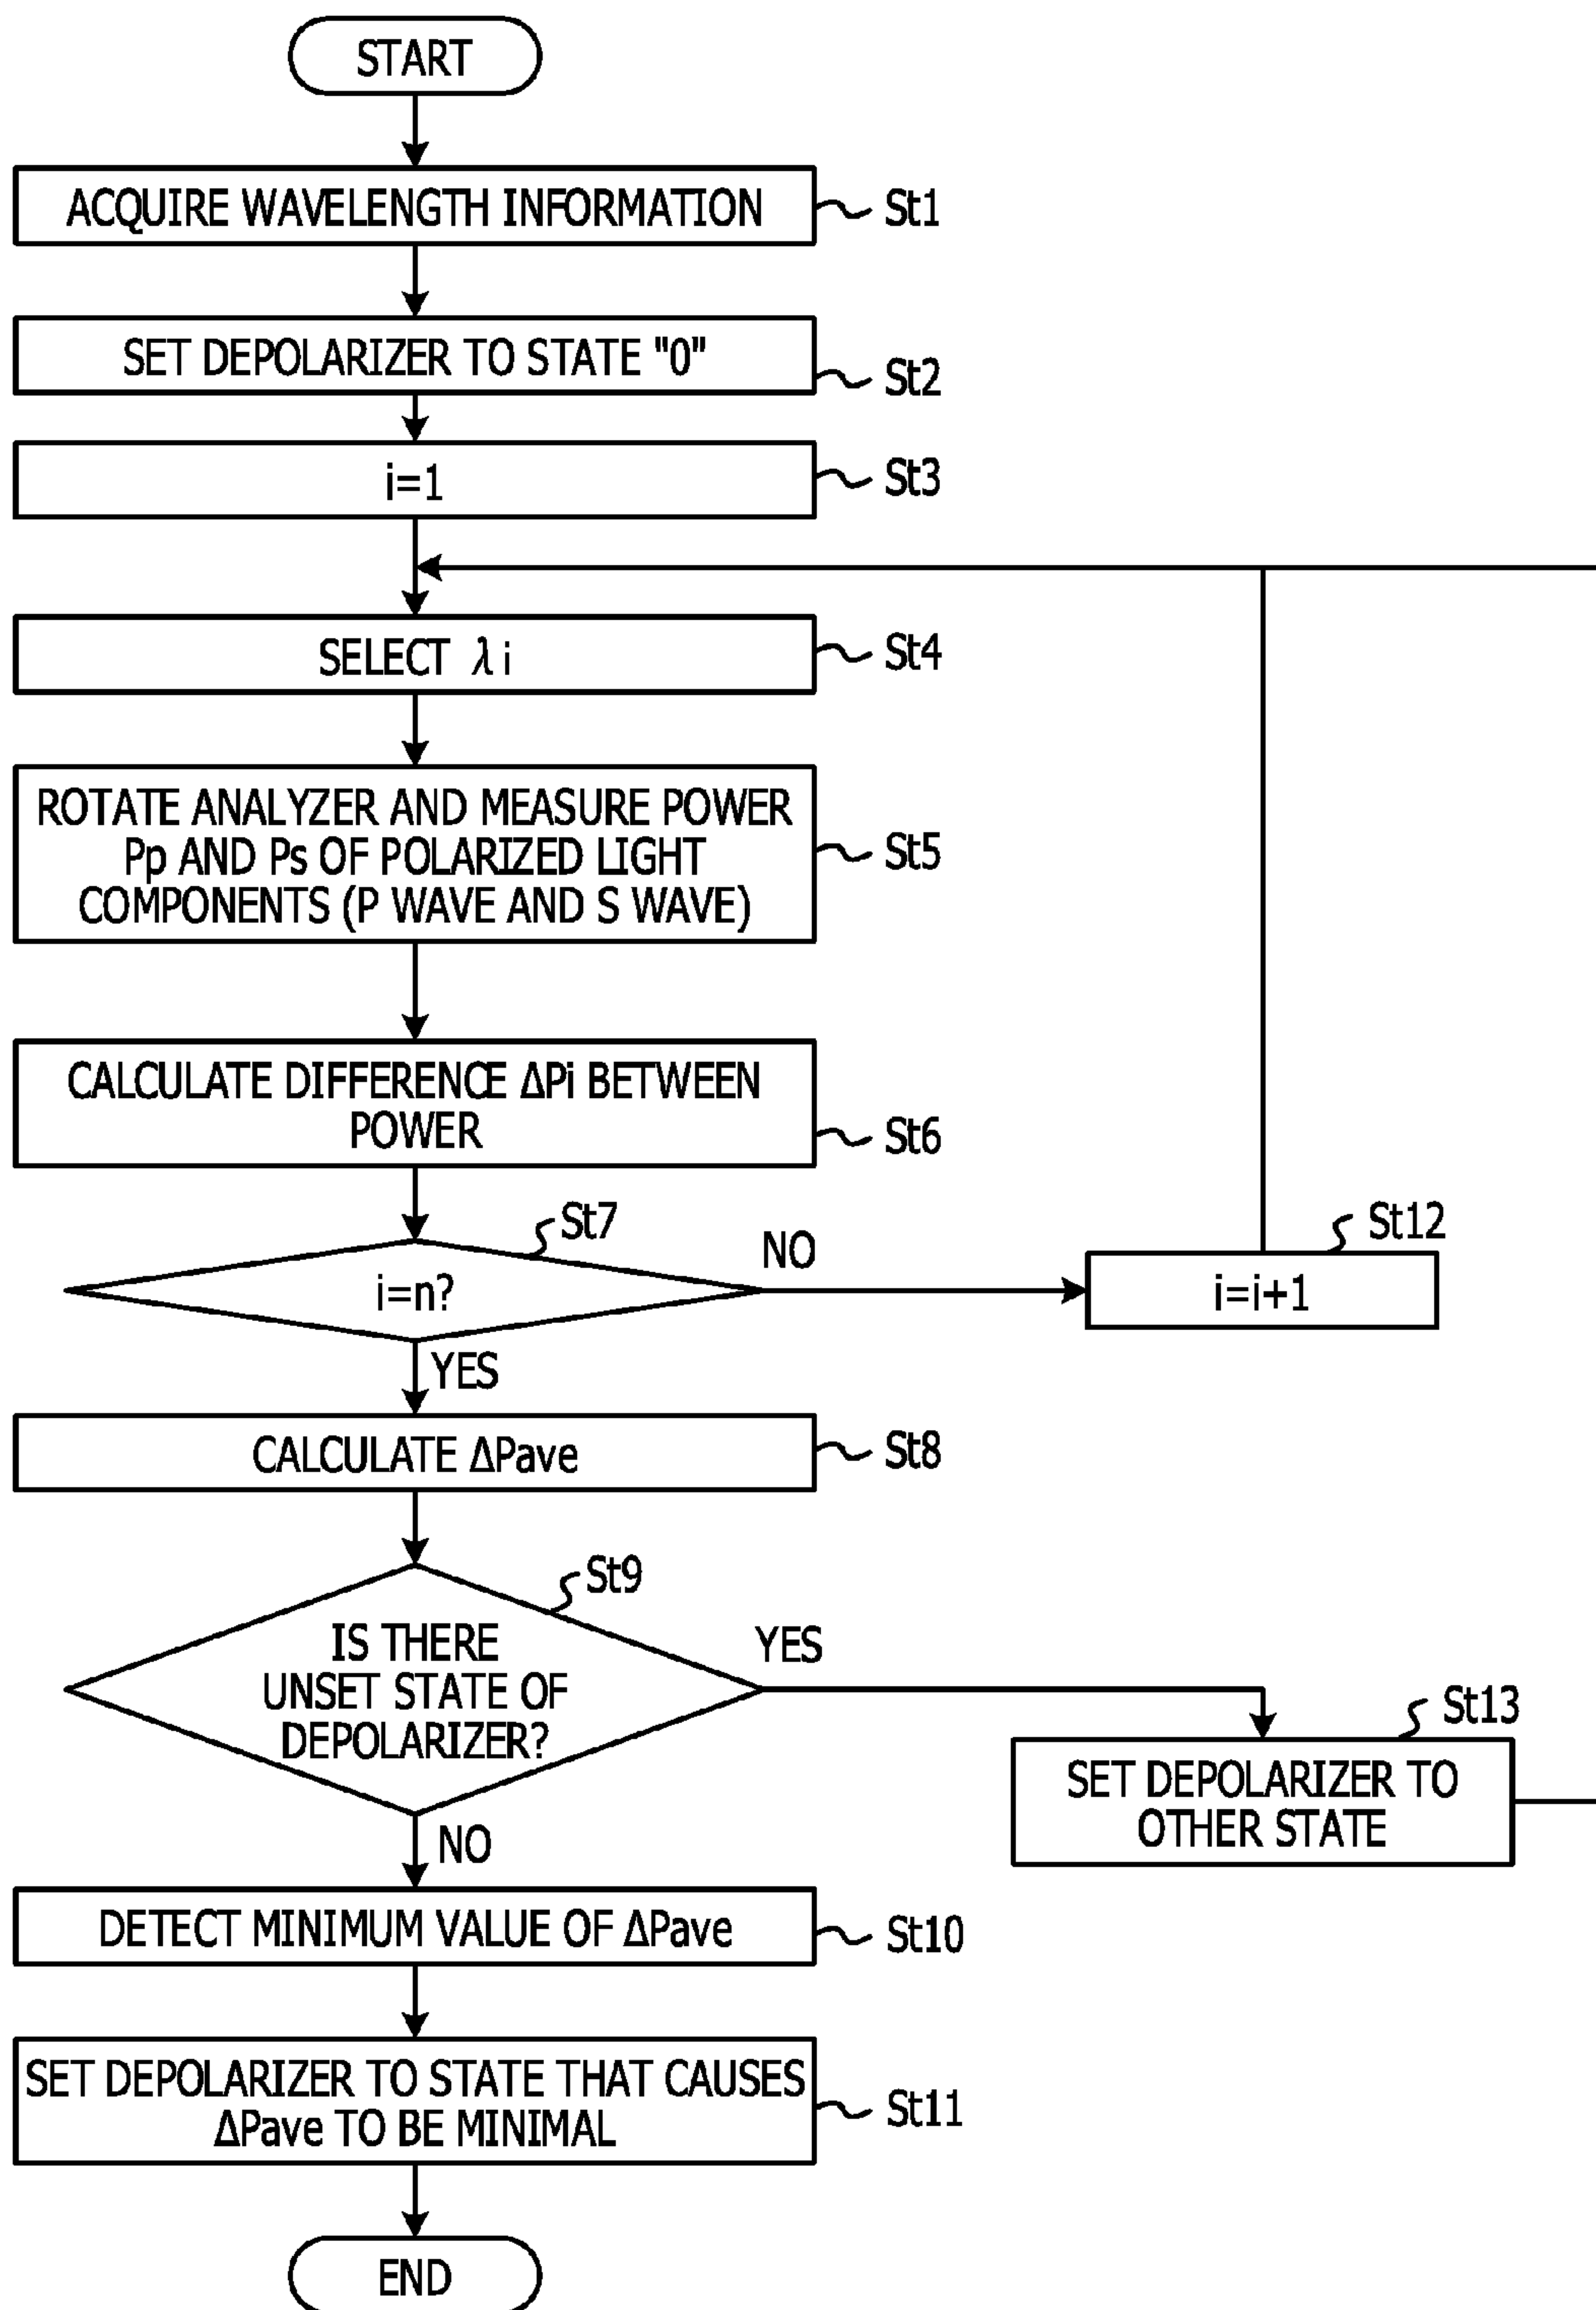 START
ACQUIRE WAVELENGTH INFORMATION
St1
SET DEPOLARIZER TO STATE "0"
St2
i=1
St3
SELECT λi
St4
ROTATE ANALYZER AND MEASURE POWER
Pp AND Ps OF POLARIZED LIGHT
COMPONENTS (P WAVE AND S WAVE)
St5
CALCULATE DIFFERENCE ΔPi BETWEEN
POWER
St6
St7
i=n?
NO
St12
i=i+1
YES
CALCULATE ΔPave
St8
St9
IS THERE
UNSET STATE OF
DEPOLARIZER?
YES
St13
SET DEPOLARIZER TO
OTHER STATE
NO
DETECT MINIMUM VALUE OF ΔPave
St10
SET DEPOLARIZER TO STATE THAT CAUSES
ΔPave TO BE MINIMAL
St11
END